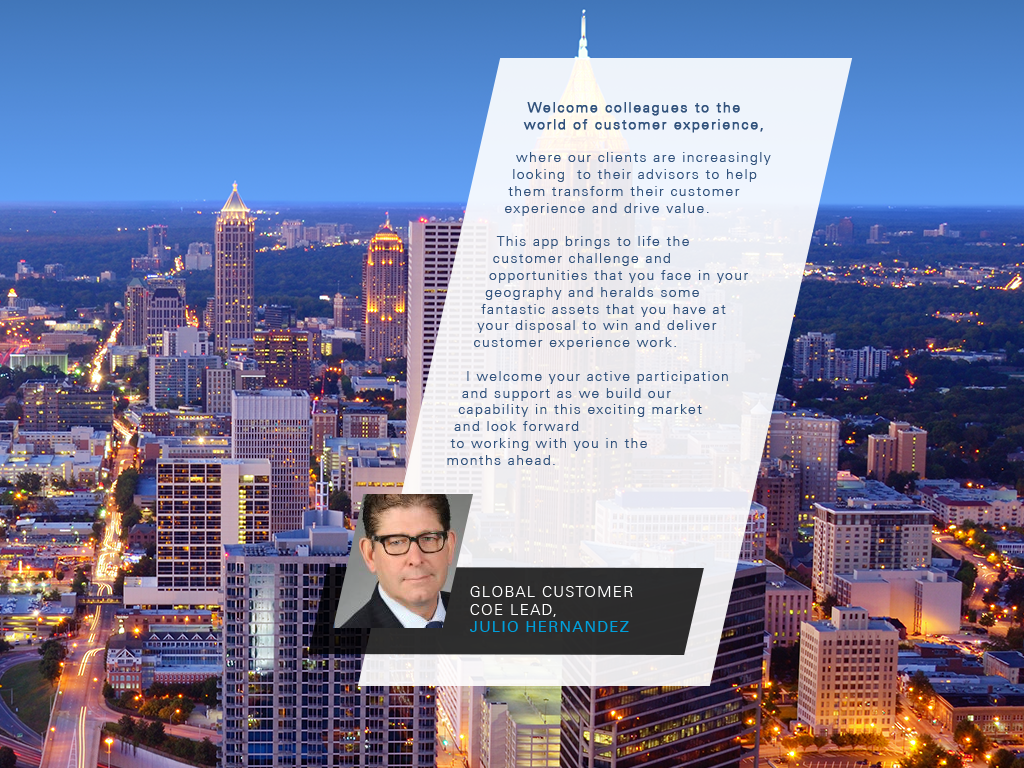 Welcome colleagues to the
world of customer experience,
where our clients are increasingly
looking to their advisors to help
them transform their customer
experience and drive value.
This app brings to life the
customer challenge and
opportunities that you face in your
geography and heralds some
fantastic assets that you have at
your disposal to win and deliver
customer experience work.
I welcome your active participation
and support as we build our
capability in this exciting market
and look forward
to working with you in the
months ahead.
GLOBAL CUSTOMER
COE LEAD,
JULIO HERNANDEZ